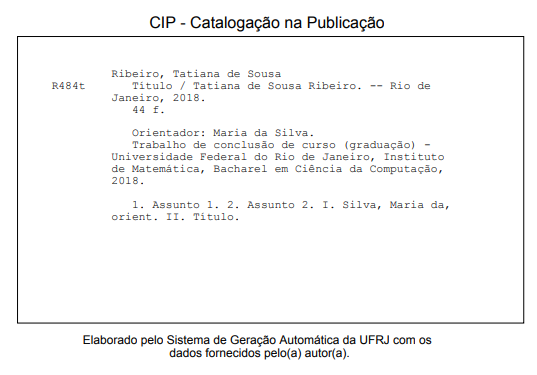 CIP - Catalogação na Publicação
Ribeiro, Tatiana de Sousa
R484t Título / Tatiana de Sousa Ribeiro. -- Rio de
Janeiro, 2018.
44 f.
Orientador: Maria da Silva.
Trabalho de conclusão de curso (graduação) -
Universidade Federal do Rio de Janeiro, Instituto
de Matemática, Bacharel em Ciência da Computação,
2018.
1. Assunto 1. 2. Assunto 2. I. Silva, Maria da,
orient. II. Título.
Elaborado pelo Sistema de Geração Automática da UFRJ com os
dados fornecidos pelo(a) autor(a).